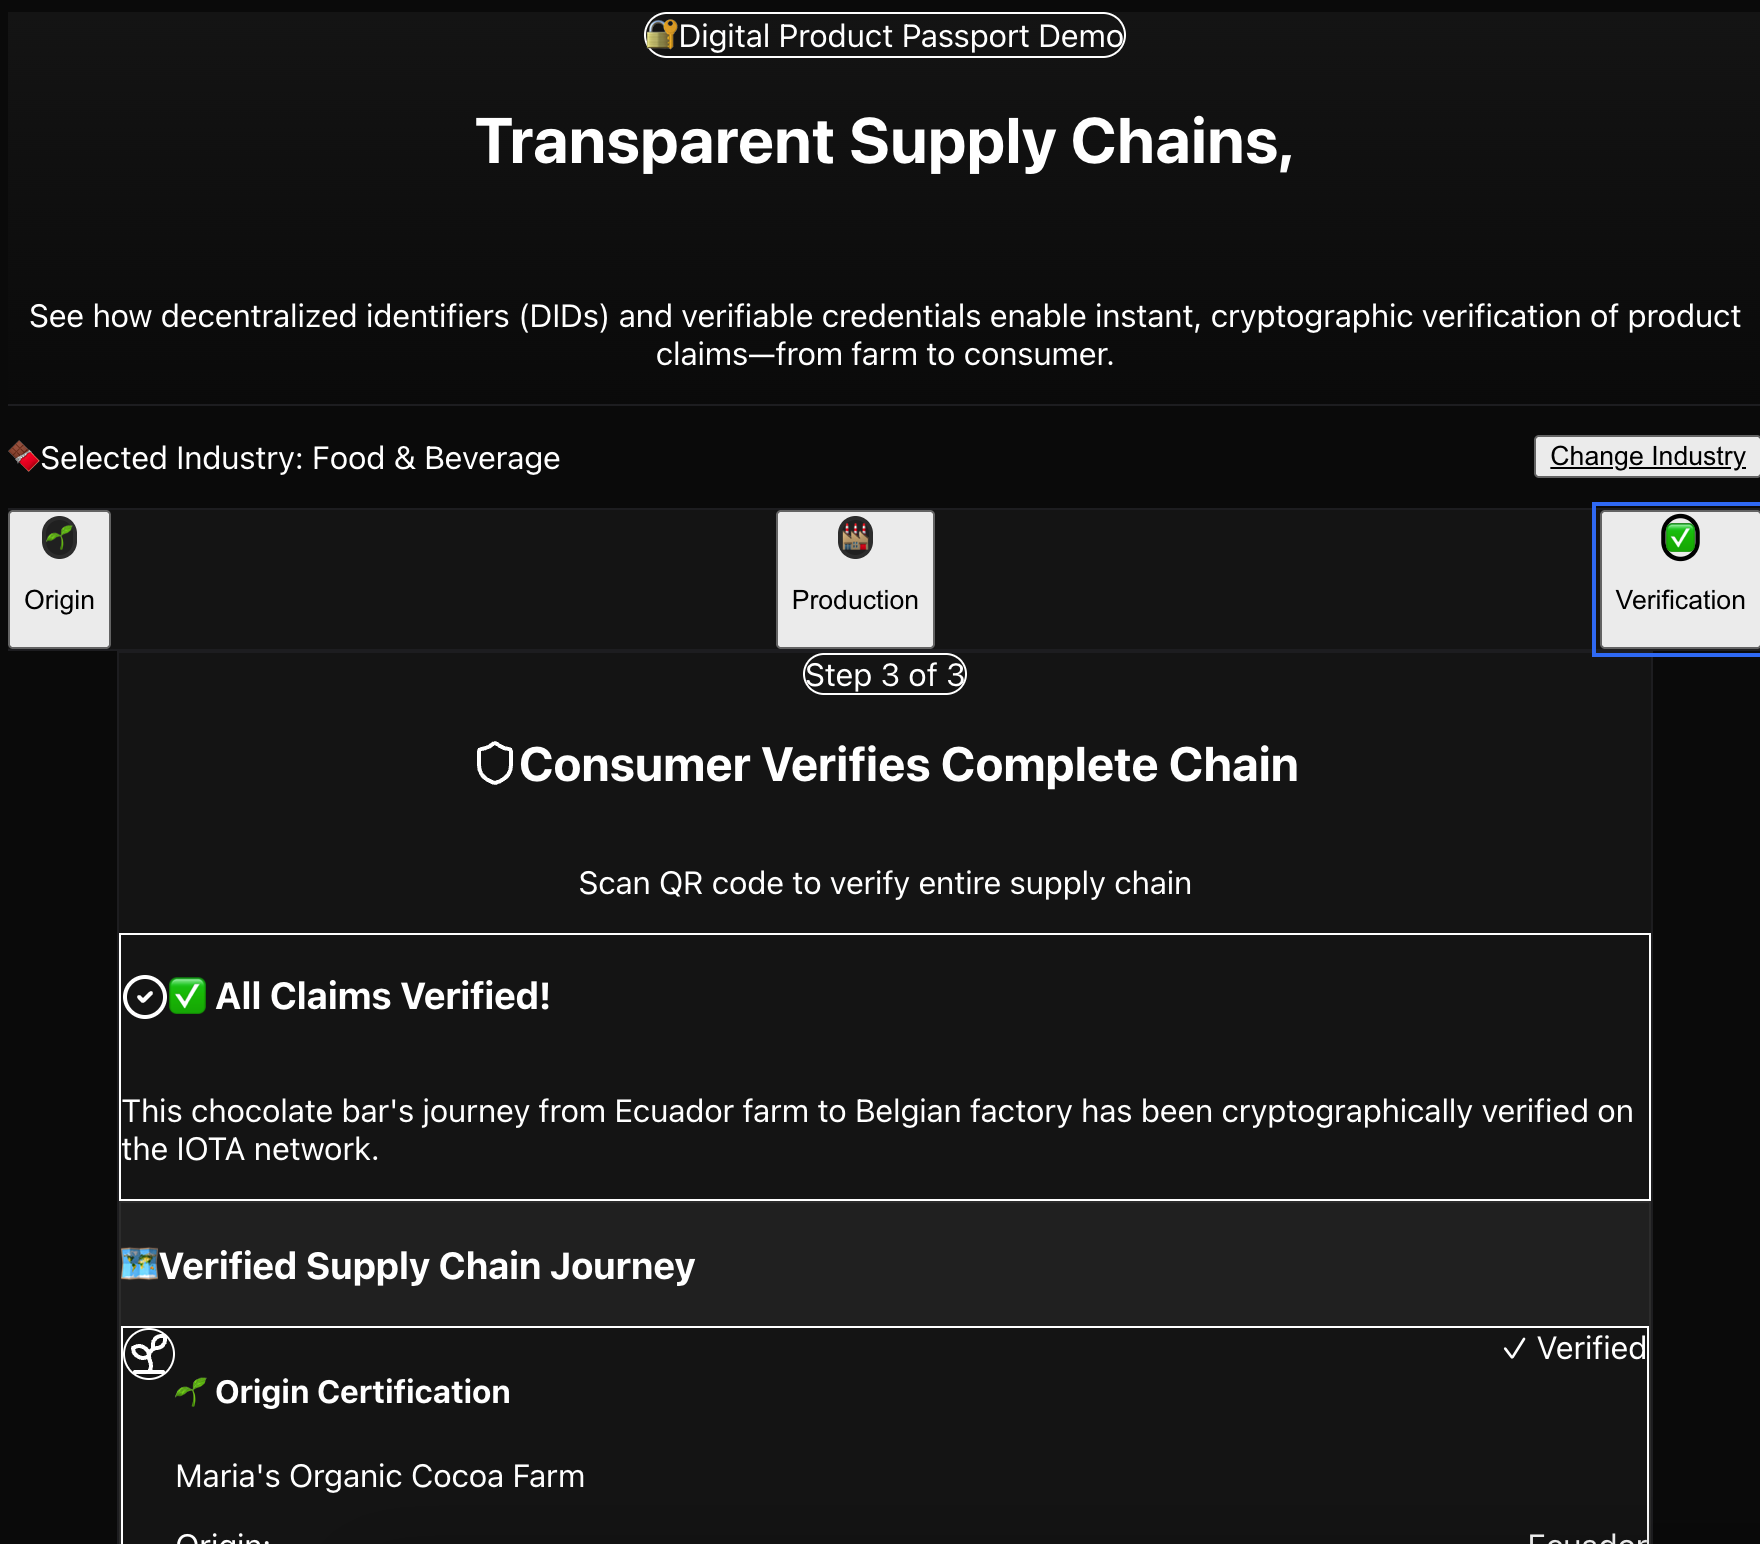 🔐Digital Product Passport Demo
Transparent Supply Chains,
See how decentralized identifiers (DIDs) and verifiable credentials enable instant, cryptographic verification of product
claims—from farm to consumer.
🍫Selected Industry: Food & Beverage
Change Industry
Origin
Production
Verification
Step 3 of 3
Consumer Verifies Complete Chain
Scan QR code to verify entire supply chain
✅ All Claims Verified!
This chocolate bar's journey from Ecuador farm to Belgian factory has been cryptographically verified on
the IOTA network.
🗺️Verified Supply Chain Journey
✓ Verified
🌱 Origin Certification
Maria's Organic Cocoa Farm
Origin:
Ecuador